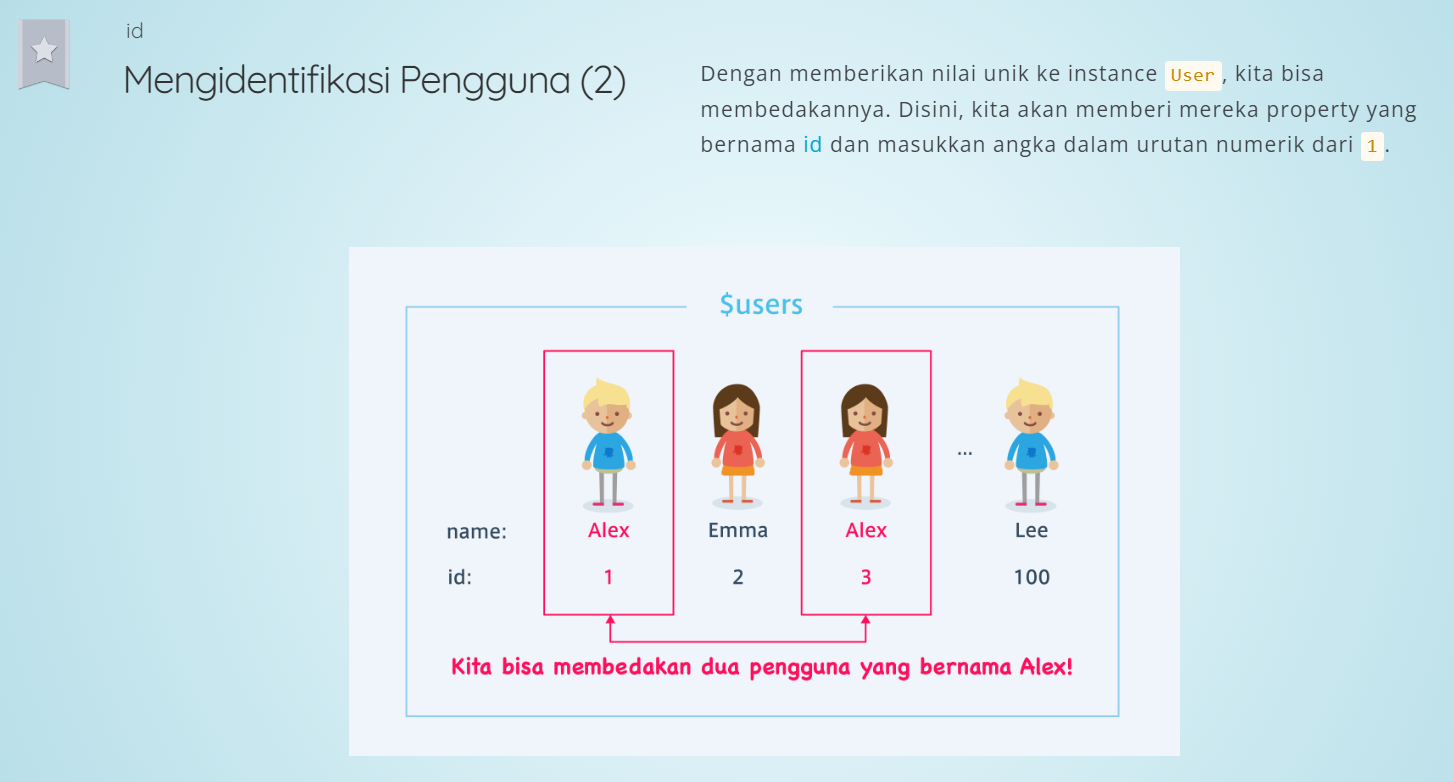 id
Mengidentifikasi Pengguna (2)
Dengan memberikan nilai unik ke instance User, kita bisa
membedakannya. Disini, kita akan memberi mereka property yang
bernama id dan masukkan angka dalam urutan numerik dari 1.
$users
...
name: Alex Emma Alex Lee
id: 1 2 3 100
Kita bisa membedakan dua pengguna yang bernama Alex!